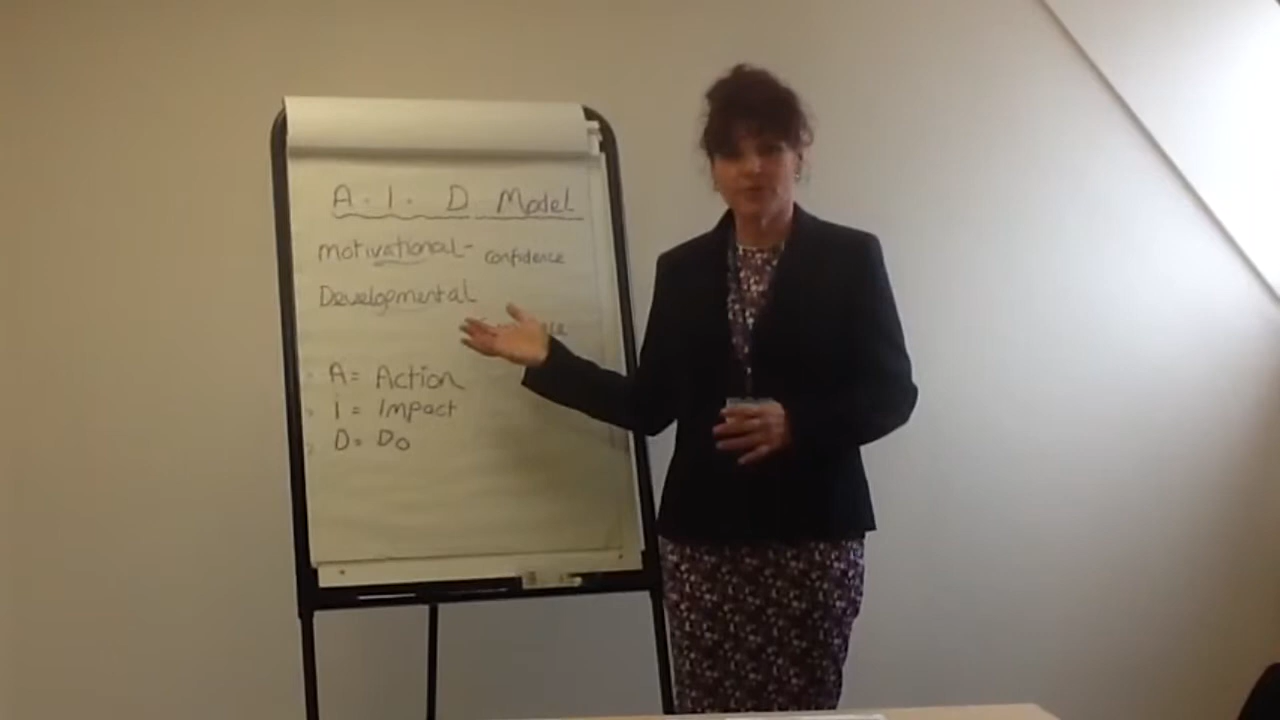 A. I. D Model
motivational- confidence
Developmental
A= Action
I= Impact
D= Do